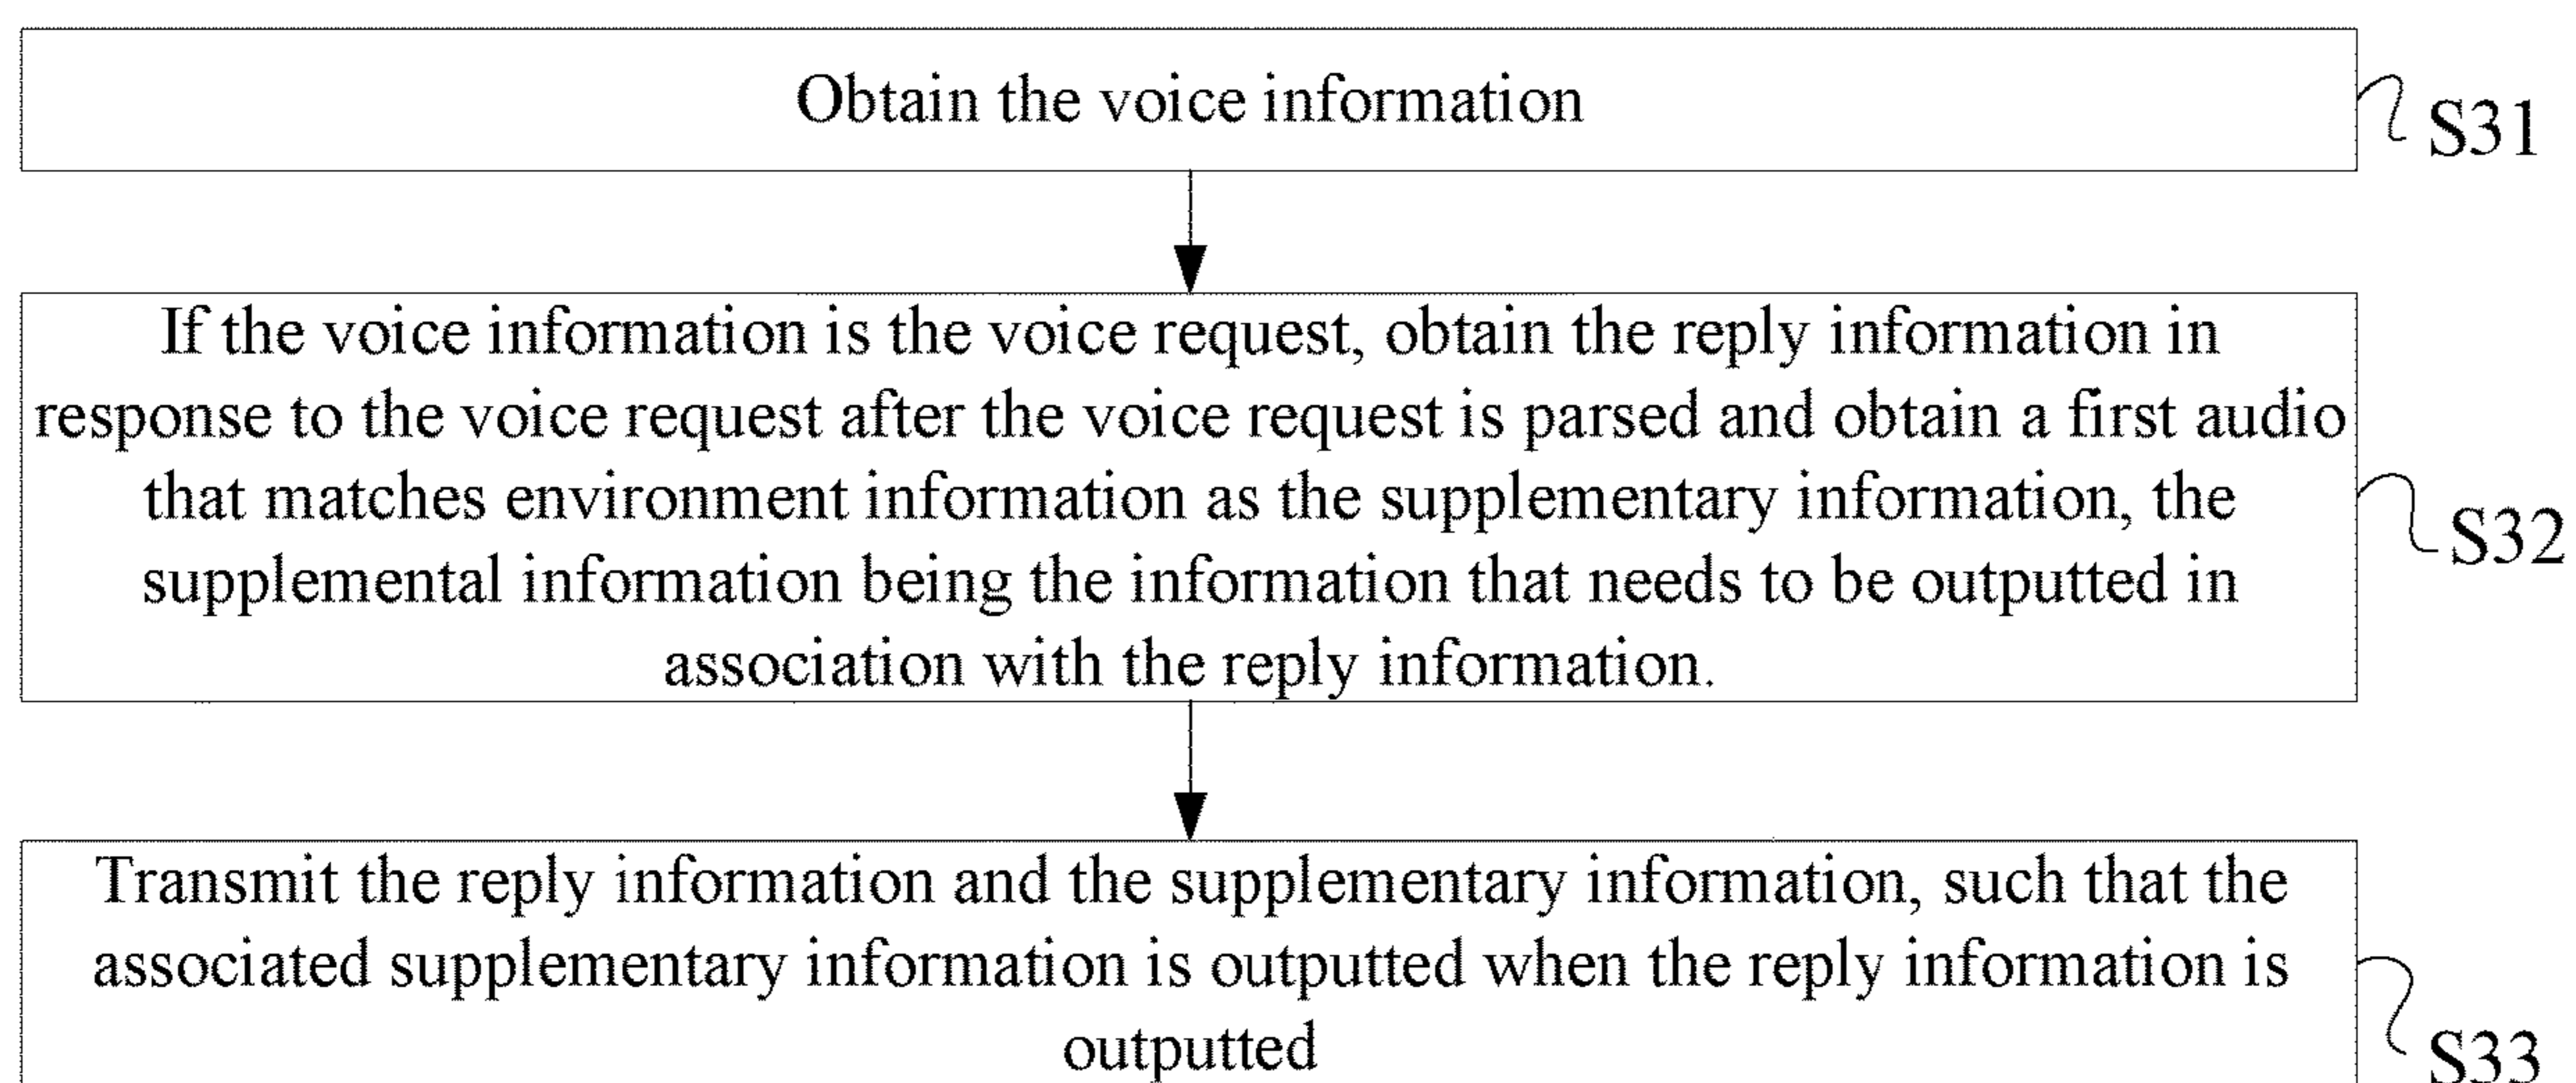 Obtain the voice information
S31
If the voice information is the voice request, obtain the reply information in
response to the voice request after the voice request is parsed and obtain a first audio
that matches environment information as the supplementary information, the
supplemental information being the information that needs to be outputted in
association with the reply information.
S32
Transmit the reply information and the supplementary information, such that the
associated supplementary information is outputted when the reply information is
outputted
S33